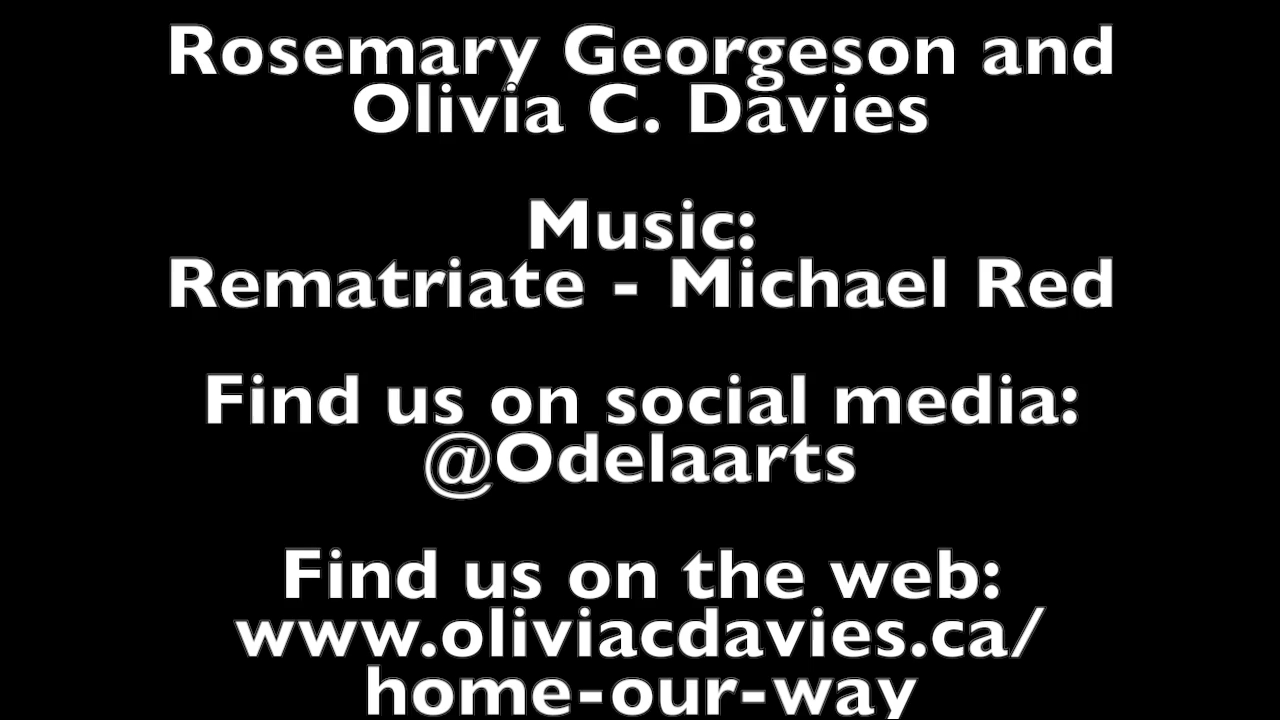 Rosemary Georgeson and
Olivia C. Davies
Music:
Rematriate - Michael Red
Find us on social media:
@Odelaarts
Find us on the web:
www.oliviacdavies.ca/
home-our-way